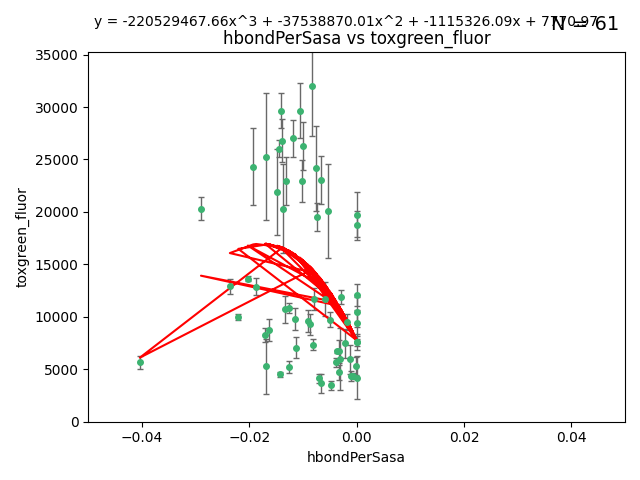 y = -220529467.66x^3 + -37538870.01x^2 + -1115326.09x +
N = 61
hbondPerSasa vs toxgreen_fluor
35000
30000
25000
20000
15000
10000
5000
0
toxgreen_fluor
−0.04 −0.02 0.00 0.02 0.04
hbondPerSasa